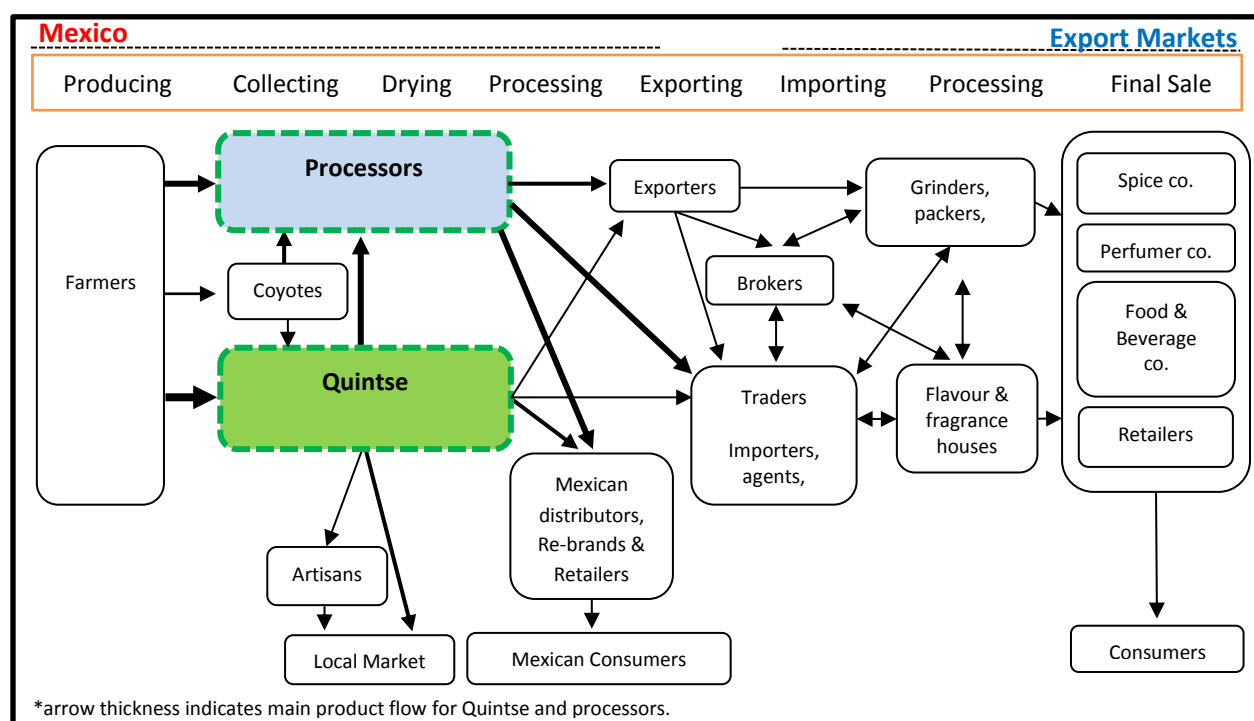 Mexico
Export Markets
Producing Collecting Drying Processing Exporting Importing Processing Final Sale
Farmers
Processors
Coyotes
Quintse
Artisans
Local Market
Exporters
Brokers
Mexican
distributors,
Re-brands &
Retailers
Mexican Consumers
Traders
Importers,
agents,
Grinders,
packers,
Flavour &
fragrance
houses
Spice co.
Perfumer co.
Food &
Beverage
co.
Retailers
Consumers
*arrow thickness indicates main product flow for Quintse and processors.